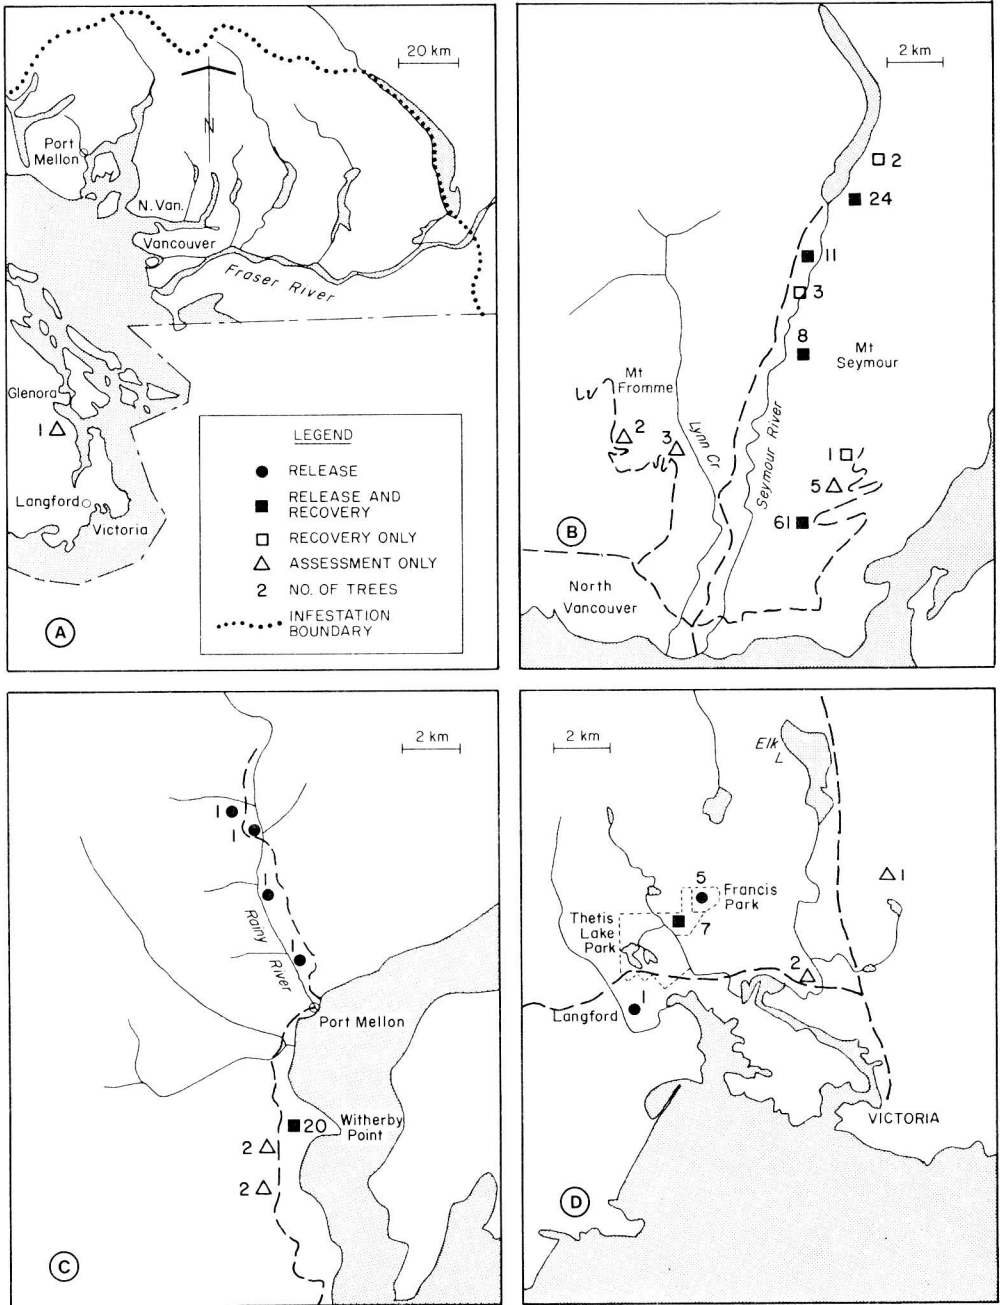 20 km
Port
Mellon
N
N. Van.
Vancouver
Fraser River
Glenora
1
Langford
Victoria
LEGEND
RELEASE
RELEASE AND
RECOVERY
RECOVERY ONLY
ASSESSMENT ONLY
2 NO. OF TREES
INFESTATION
BOUNDARY
A
2 km
2
24
11
3
8
Mt
Seymour
Mt
Fromme
2
3
Lynn Cr
Seymour River
1
5
61
B
North
Vancouver
2 km
1
1
1
Rainy
River
1
Port Mellon
Witherby
Point
20
2
2
C
2 km
Elk
L
1
5
Francis
Park
Thetis
Lake
Park
7
2
Langford
1
VICTORIA
D